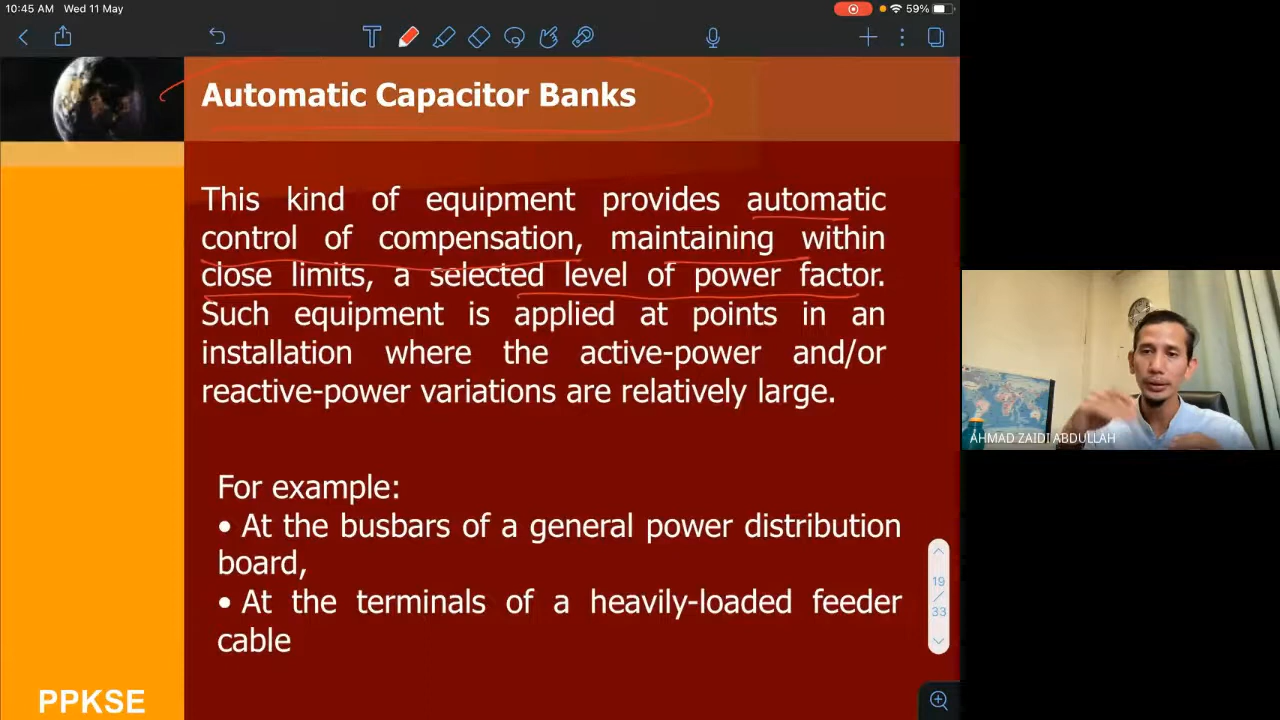 10:45 AM Wed 11 May
59%
Automatic Capacitor Banks
This kind of equipment provides automatic
control of compensation, maintaining within
close limits, a selected level of power factor.
Such equipment is applied at points in an
installation where the active-power and/or
reactive-power variations are relatively large.
For example:
• At the busbars of a general power distribution
board,
• At the terminals of a heavily-loaded feeder
cable
19
/
33
PPKSE
AHMAD ZAIDI ABDULLAH